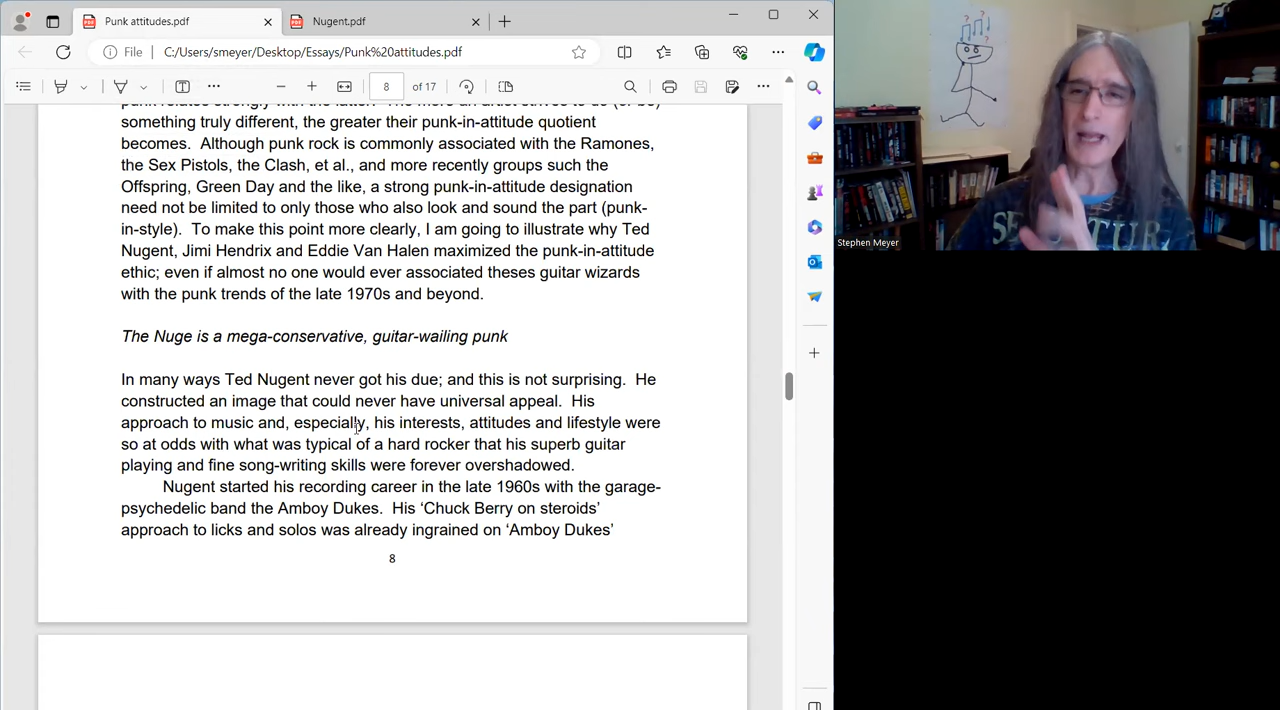 Punk attitudes.pdf
Nugent.pdf
File
C:/Users/smeyer/Desktop/Essays/Punk%20attitudes.pdf
8 of 17
something truly different, the greater their punk-in-attitude quotient
becomes.  Although punk rock is commonly associated with the Ramones,
the Sex Pistols, the Clash, et al., and more recently groups such the
Offspring, Green Day and the like, a strong punk-in-attitude designation
need not be limited to only those who also look and sound the part (punk-
in-style).  To make this point more clearly, I am going to illustrate why Ted
Nugent, Jimi Hendrix and Eddie Van Halen maximized the punk-in-attitude
ethic; even if almost no one would ever associated theses guitar wizards
with the punk trends of the late 1970s and beyond.
The Nuge is a mega-conservative, guitar-wailing punk
In many ways Ted Nugent never got his due; and this is not surprising.  He
constructed an image that could never have universal appeal.  His
approach to music and, especially, his interests, attitudes and lifestyle were
so at odds with what was typical of a hard rocker that his superb guitar
playing and fine song-writing skills were forever overshadowed.
Nugent started his recording career in the late 1960s with the garage-
psychedelic band the Amboy Dukes.  His ‘Chuck Berry on steroids’
approach to licks and solos was already ingrained on ‘Amboy Dukes’
8
Stephen Meyer